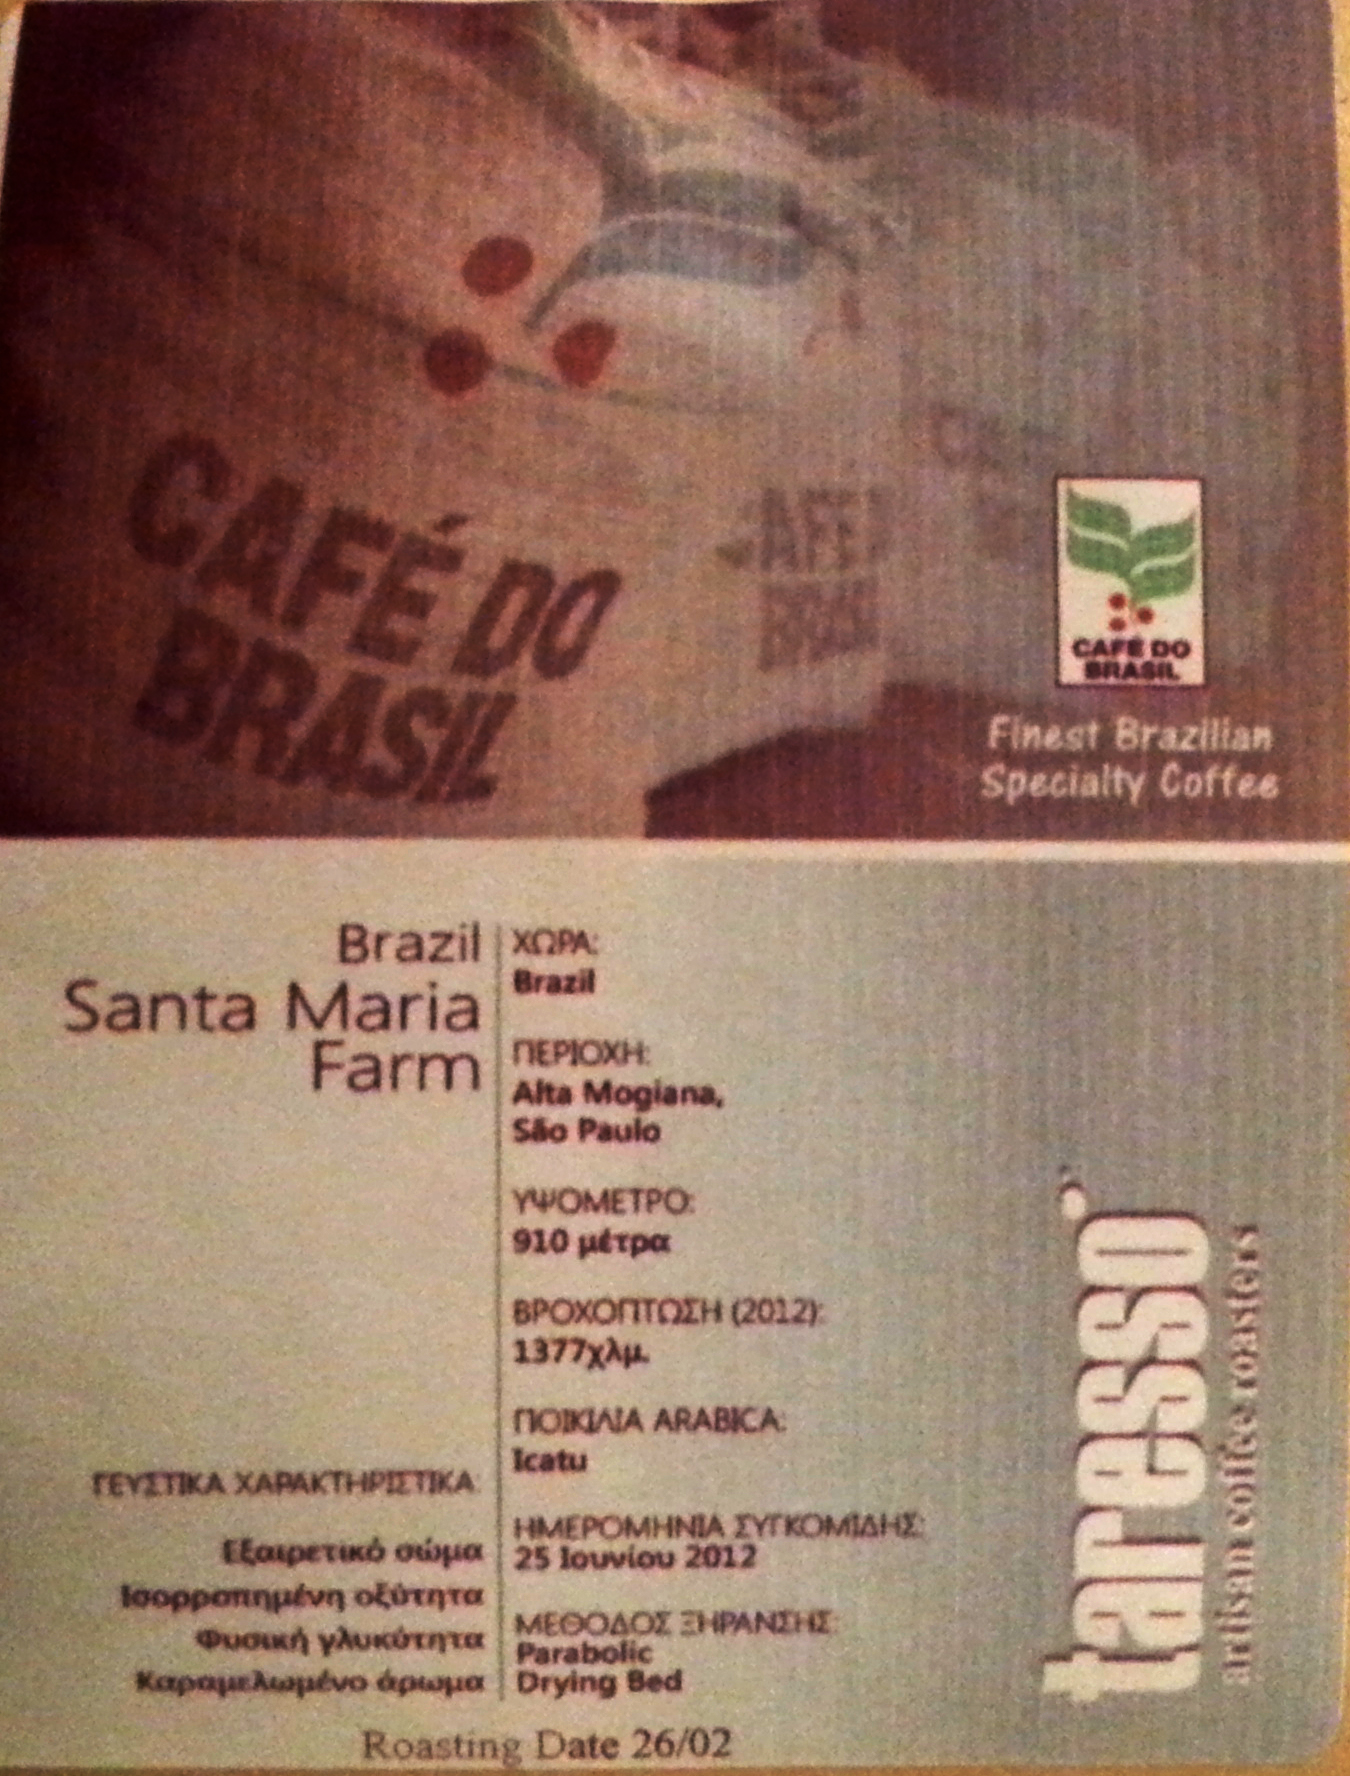 CAFÉ DO
BRASIL
AFÉ
BRASIL
CAFÉ DO
BRASIL
Finest Brazilian
Specialty Coffee
Brazil
Santa Maria
Farm
ΓΕΥΣΤΙΚΑ ΧΑΡΑΚΤΗΡΙΣΤΙΚΑ
Εξαιρετικό σώμα
Ισορροπημένη οξύτητα
Φυσική γλυκύτητα
Καραμελωμένο άρωμα
ΧΩΡΑ:
Brazil
ΠΕΡΙΟΧΗ:
Alta Mogiana,
São Paulo
ΥΨΟΜΕΤΡΟ:
910 μέτρα
ΒΡΟΧΟΠΤΩΣΗ (2012):
1377χλμ.
ΠΟΙΚΙΛΙΑ ARABICA:
Icatu
ΗΜΕΡΟΜΗΝΙΑ ΣΥΓΚΟΜΙΔΗΣ:
25 Ιουνίου 2012
ΜΕΘΟΔΟΣ ΞΗΡΑΝΣΗΣ:
Parabolic
Drying Bed
taresso
artisan coffee roasters
Roasting Date 26/02